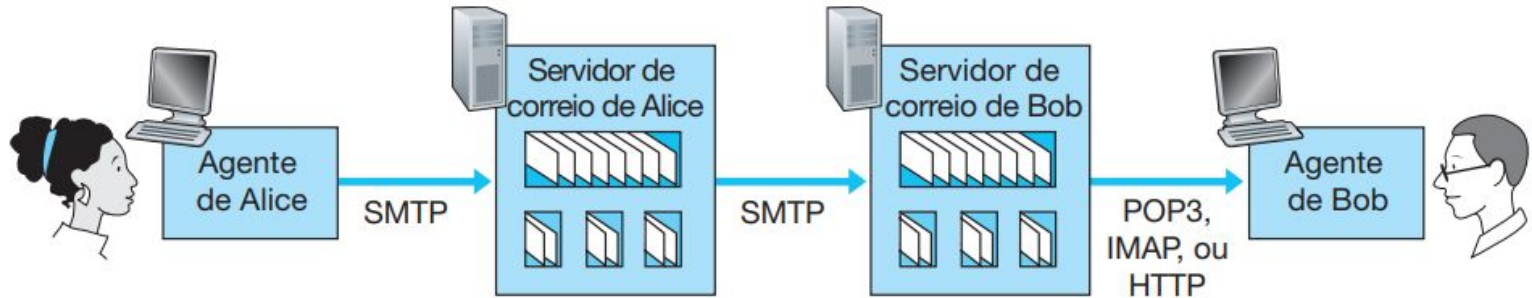 Agente
de Alice
SMTP
Servidor de
correio de Alice
SMTP
Servidor de
correio de Bob
POP3,
IMAP, ou
HTTP
Agente
de Bob